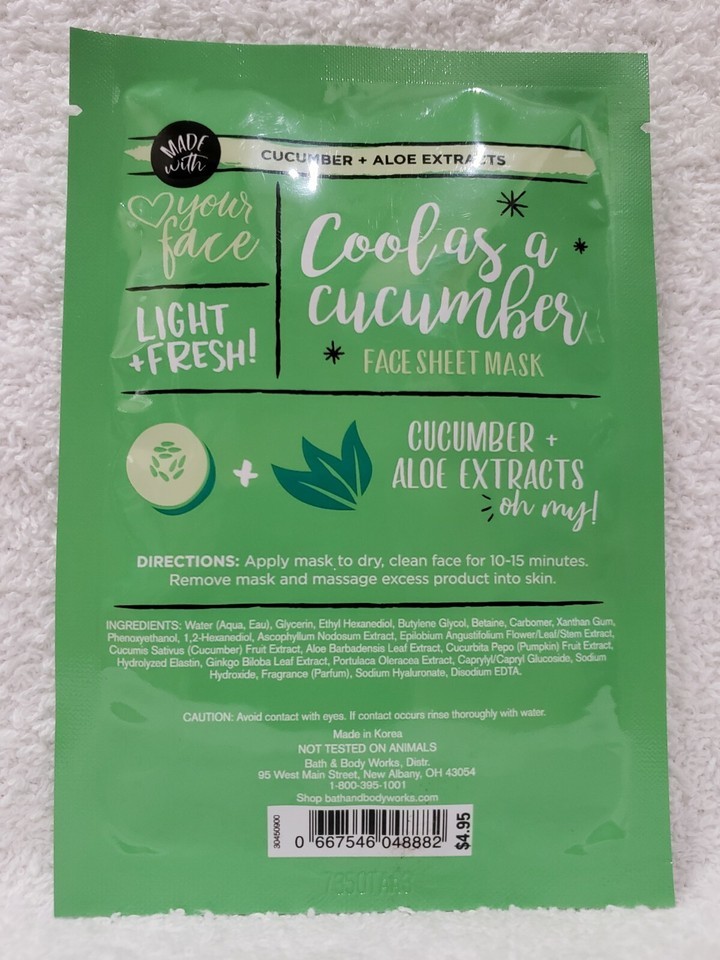 MADE with
CUCUMBER + ALOE EXTRACTS
your
face
LIGHT
+FRESH!
Cool as a
cucumber
FACE SHEET MASK
CUCUMBER +
ALOE EXTRACTS
oh my!
DIRECTIONS: Apply mask to dry, clean face for 10-15 minutes.
Remove mask and massage excess product into skin.
INGREDIENTS: Water (Aqua, Eau), Glycerin, Ethyl Hexanediol, Butylene Glycol, Betaine, Carbomer, Xanthan Gum,
Phenoxyethanol, 1,2-Hexanediol, Ascophyllum Nodosum Extract, Epilobium Angustifolium Flower/Leaf/Stem Extract,
Cucumis Sativus (Cucumber) Fruit Extract, Aloe Barbadensis Leaf Extract, Cucurbita Pepo (Pumpkin) Fruit Extract,
Hydrolyzed Elastin, Ginkgo Biloba Leaf Extract, Portulaca Oleracea Extract, Caprylyl/Capryl Glucoside, Sodium
Hydroxide, Fragrance (Parfum), Sodium Hyaluronate, Disodium EDTA.
CAUTION: Avoid contact with eyes. If contact occurs rinse thoroughly with water.
Made in Korea
NOT TESTED ON ANIMALS
Bath & Body Works, Distr.
95 West Main Street, New Albany, OH 43054
1-800-395-1001
Shop bathandbodyworks.com
30450900
0 667546 048882
$4.95